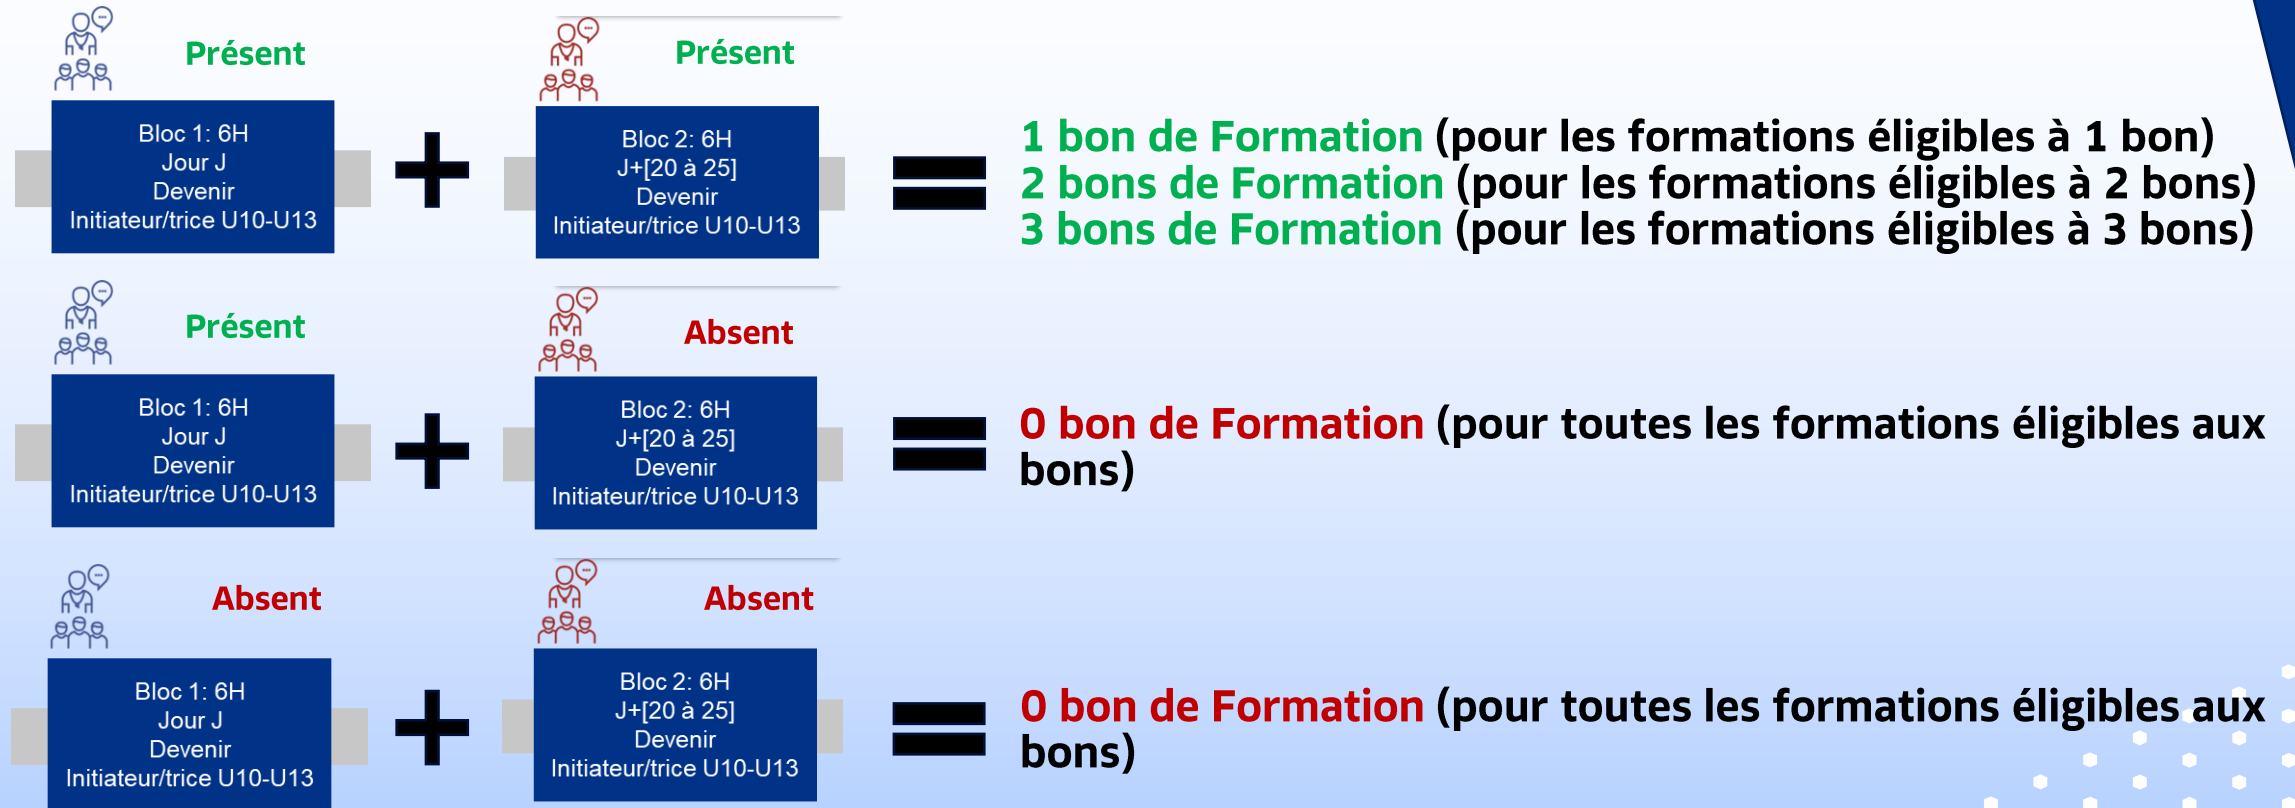 Présent
Présent
Bloc 1: 6H
Jour J
Devenir
Initiateur/trice U10-U13
Bloc 2: 6H
J+[20 à 25]
Devenir
Initiateur/trice U10-U13
1 bon de Formation (pour les formations éligibles à 1 bon)
2 bons de Formation (pour les formations éligibles à 2 bons)
3 bons de Formation (pour les formations éligibles à 3 bons)
Présent
Absent
Bloc 1: 6H
Jour J
Devenir
Initiateur/trice U10-U13
Bloc 2: 6H
J+[20 à 25]
Devenir
Initiateur/trice U10-U13
0 bon de Formation (pour toutes les formations éligibles aux
bons)
Absent
Absent
Bloc 1: 6H
Jour J
Devenir
Initiateur/trice U10-U13
Bloc 2: 6H
J+[20 à 25]
Devenir
Initiateur/trice U10-U13
0 bon de Formation (pour toutes les formations éligibles aux
bons)